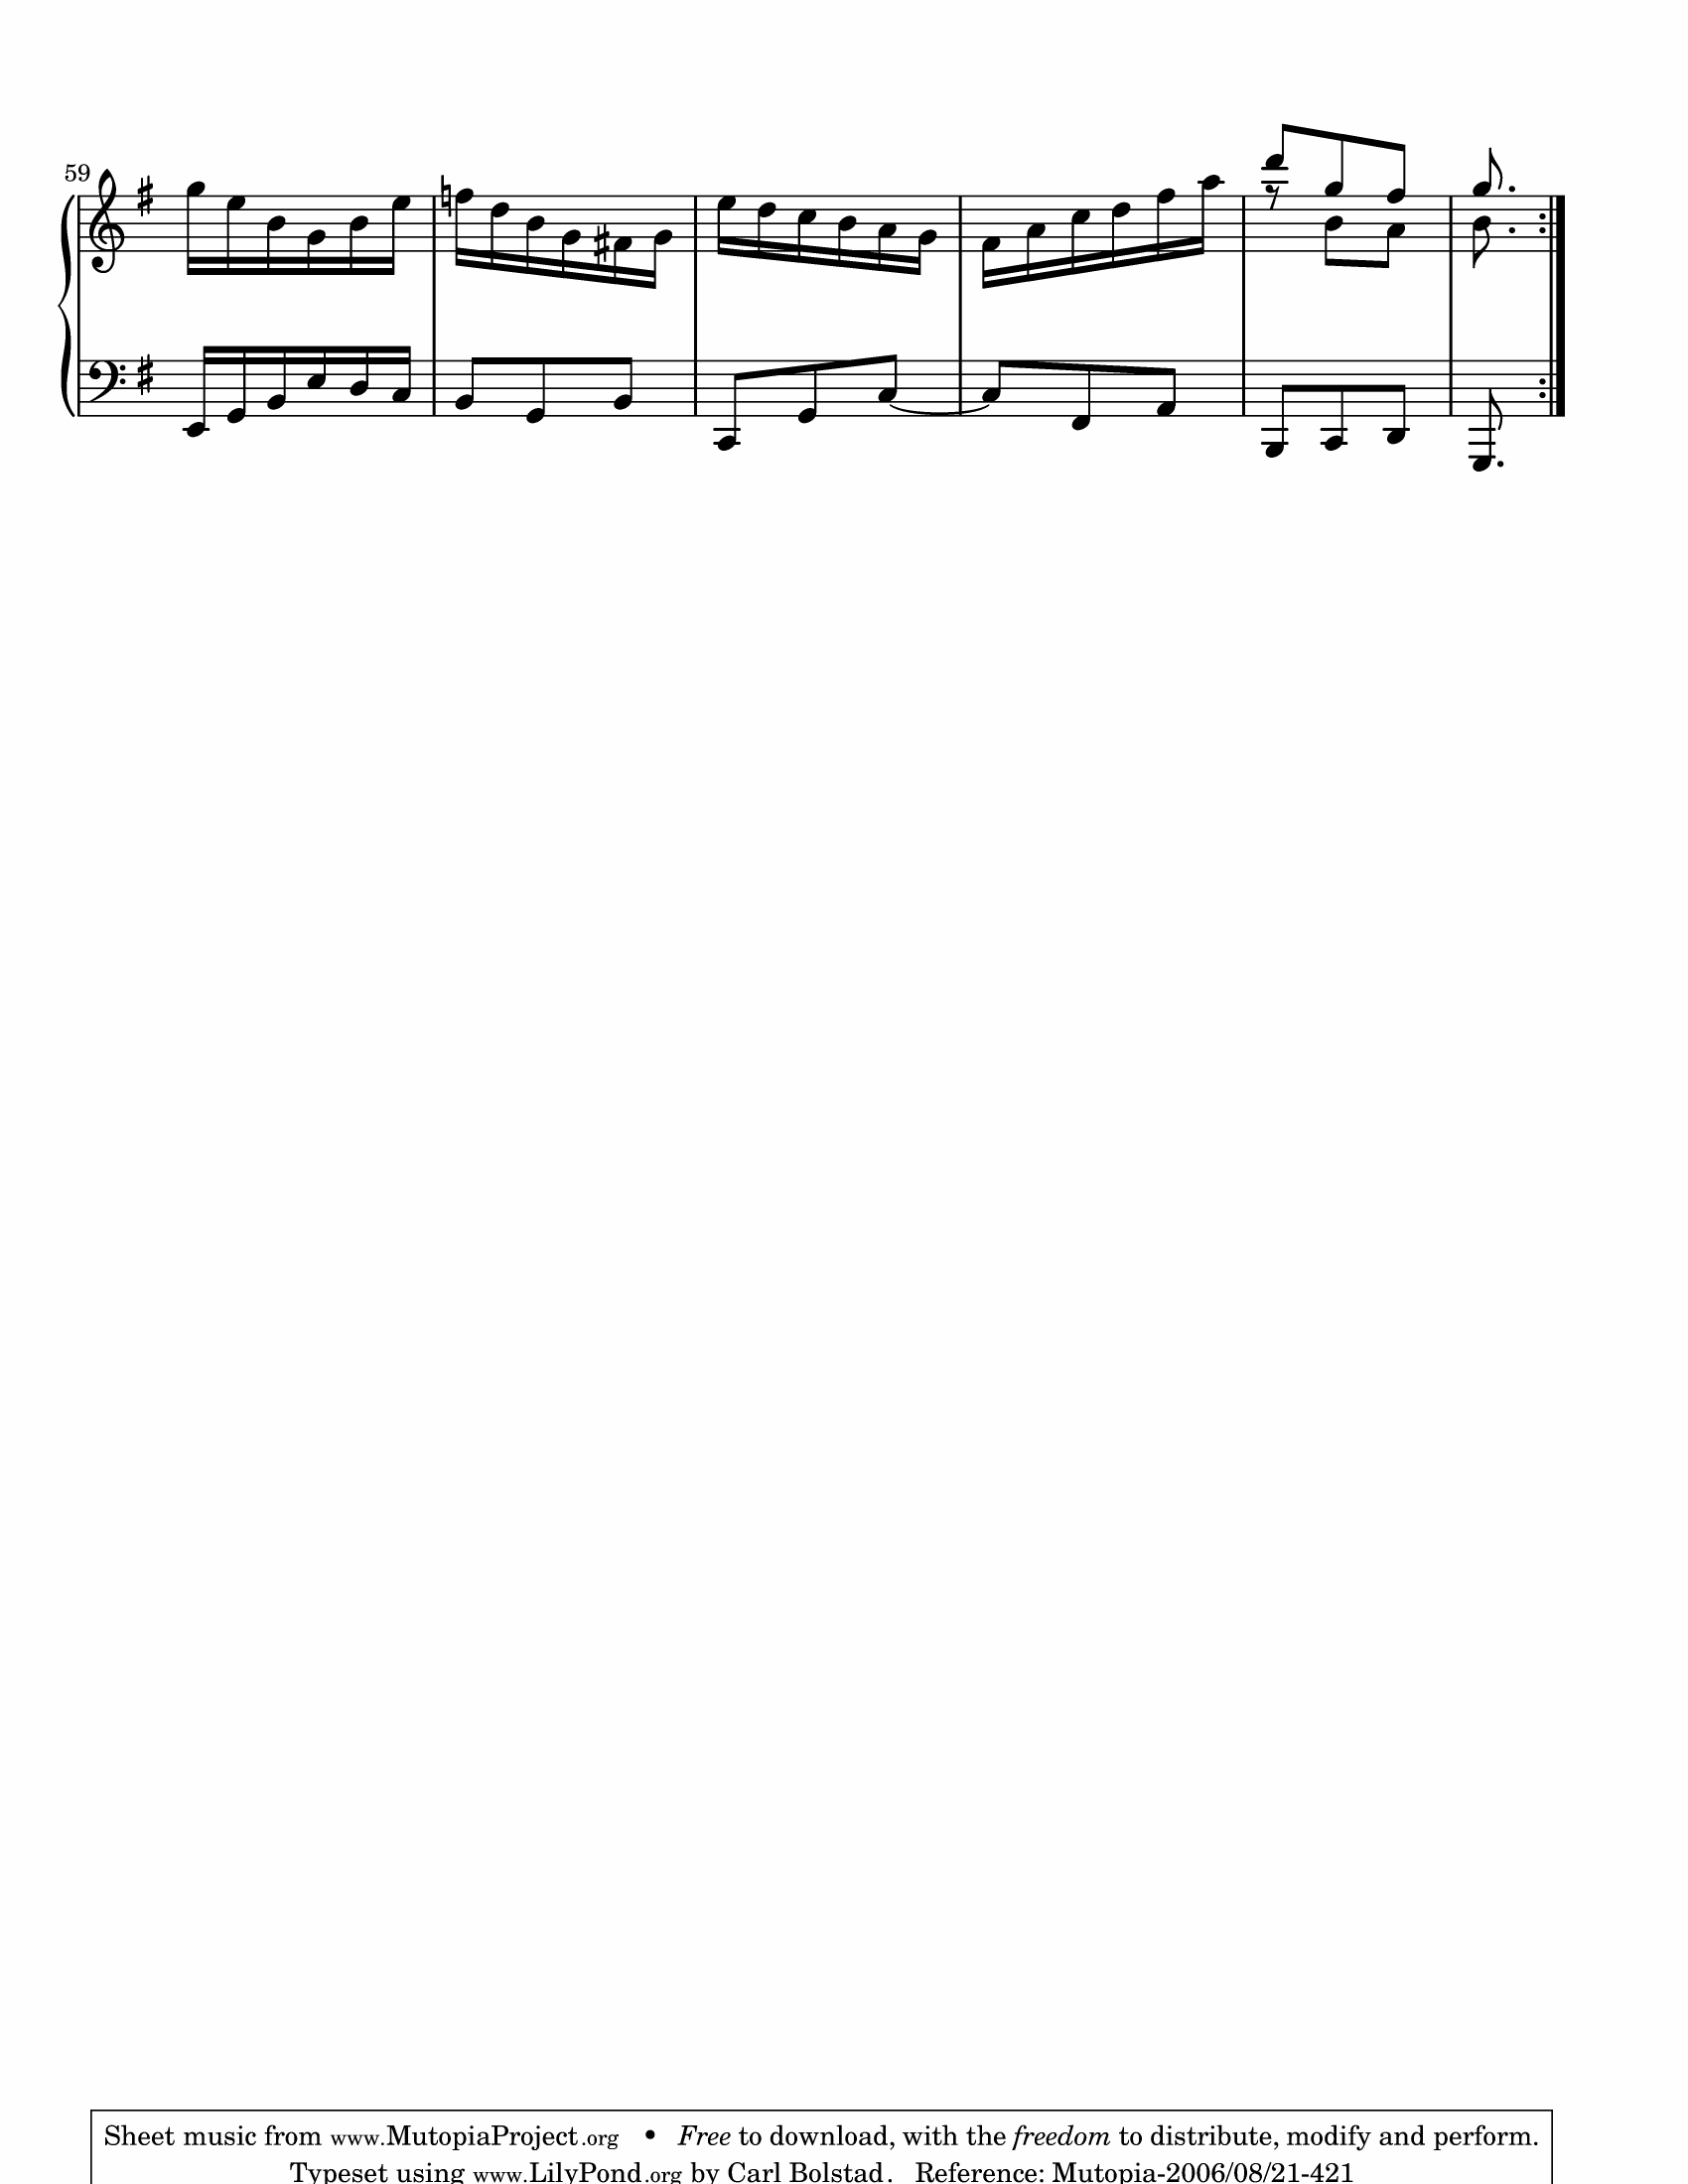 59
Sheet music from www.MutopiaProject.org • Free to download, with the freedom to distribute, modify and perform.
Typeset using www.LilyPond.org by Carl Bolstad. Reference: Mutopia-2006/08/21-421